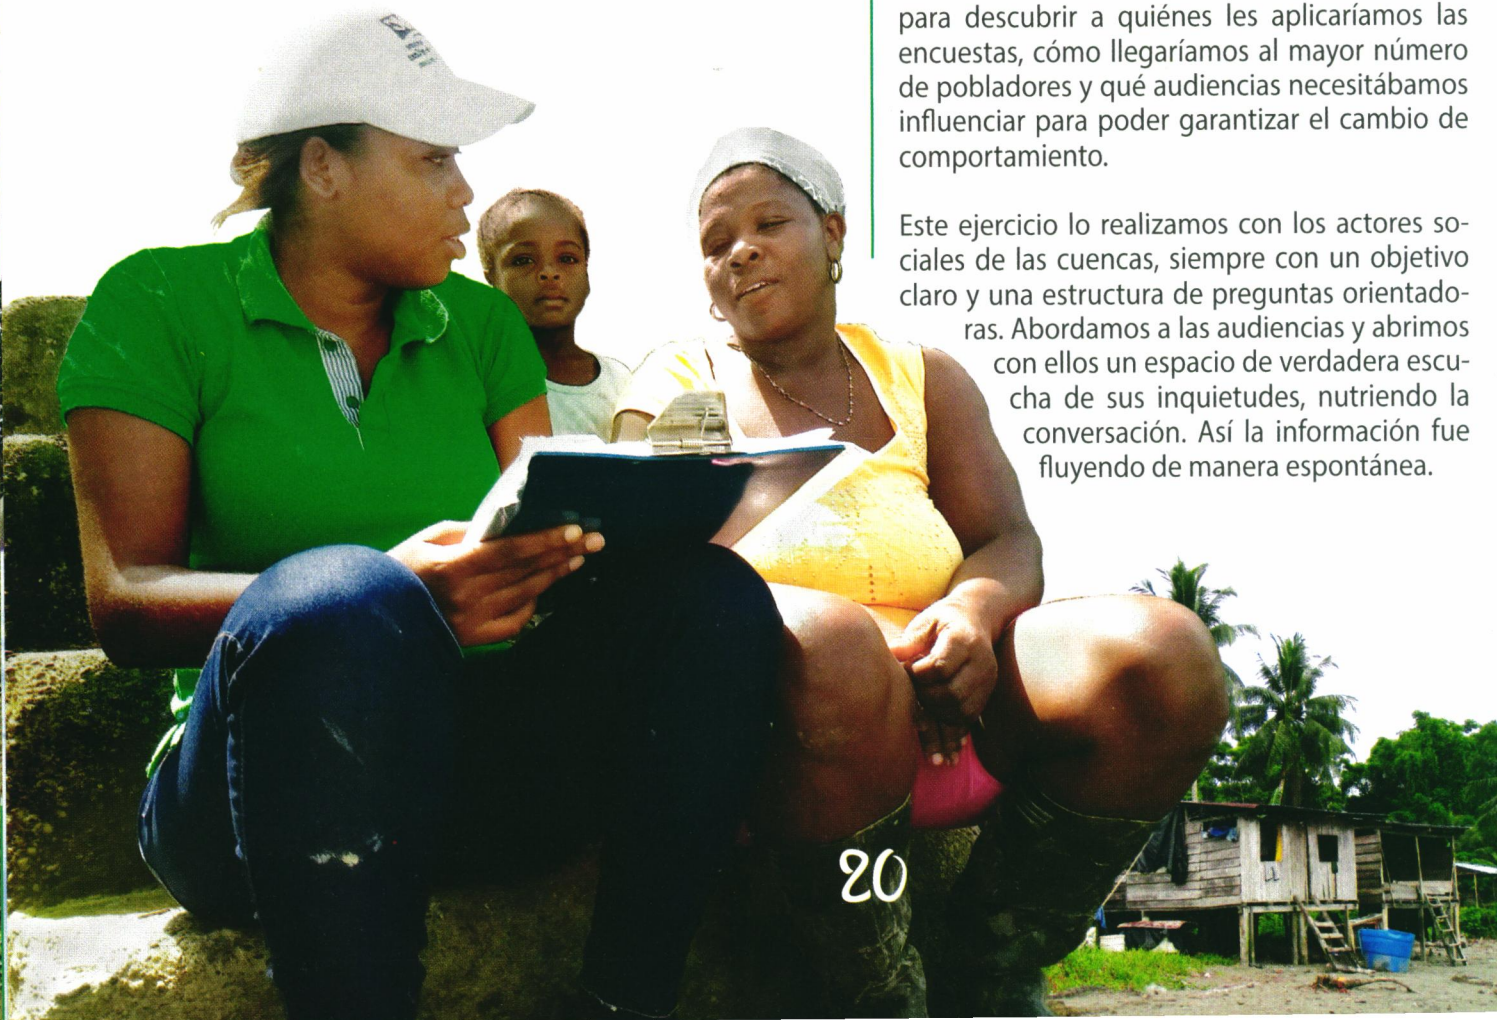 para descubrir a quiénes les aplicaríamos las
encuestas, cómo llegaríamos al mayor número
de pobladores y qué audiencias necesitábamos
influenciar para poder garantizar el cambio de
comportamiento.
Este ejercicio lo realizamos con los actores so-
ciales de las cuencas, siempre con un objetivo
claro y una estructura de preguntas orientado-
ras. Abordamos a las audiencias y abrimos
con ellos un espacio de verdadera escu-
cha de sus inquietudes, nutriendo la
conversación. Así la información fue
fluyendo de manera espontánea.
20